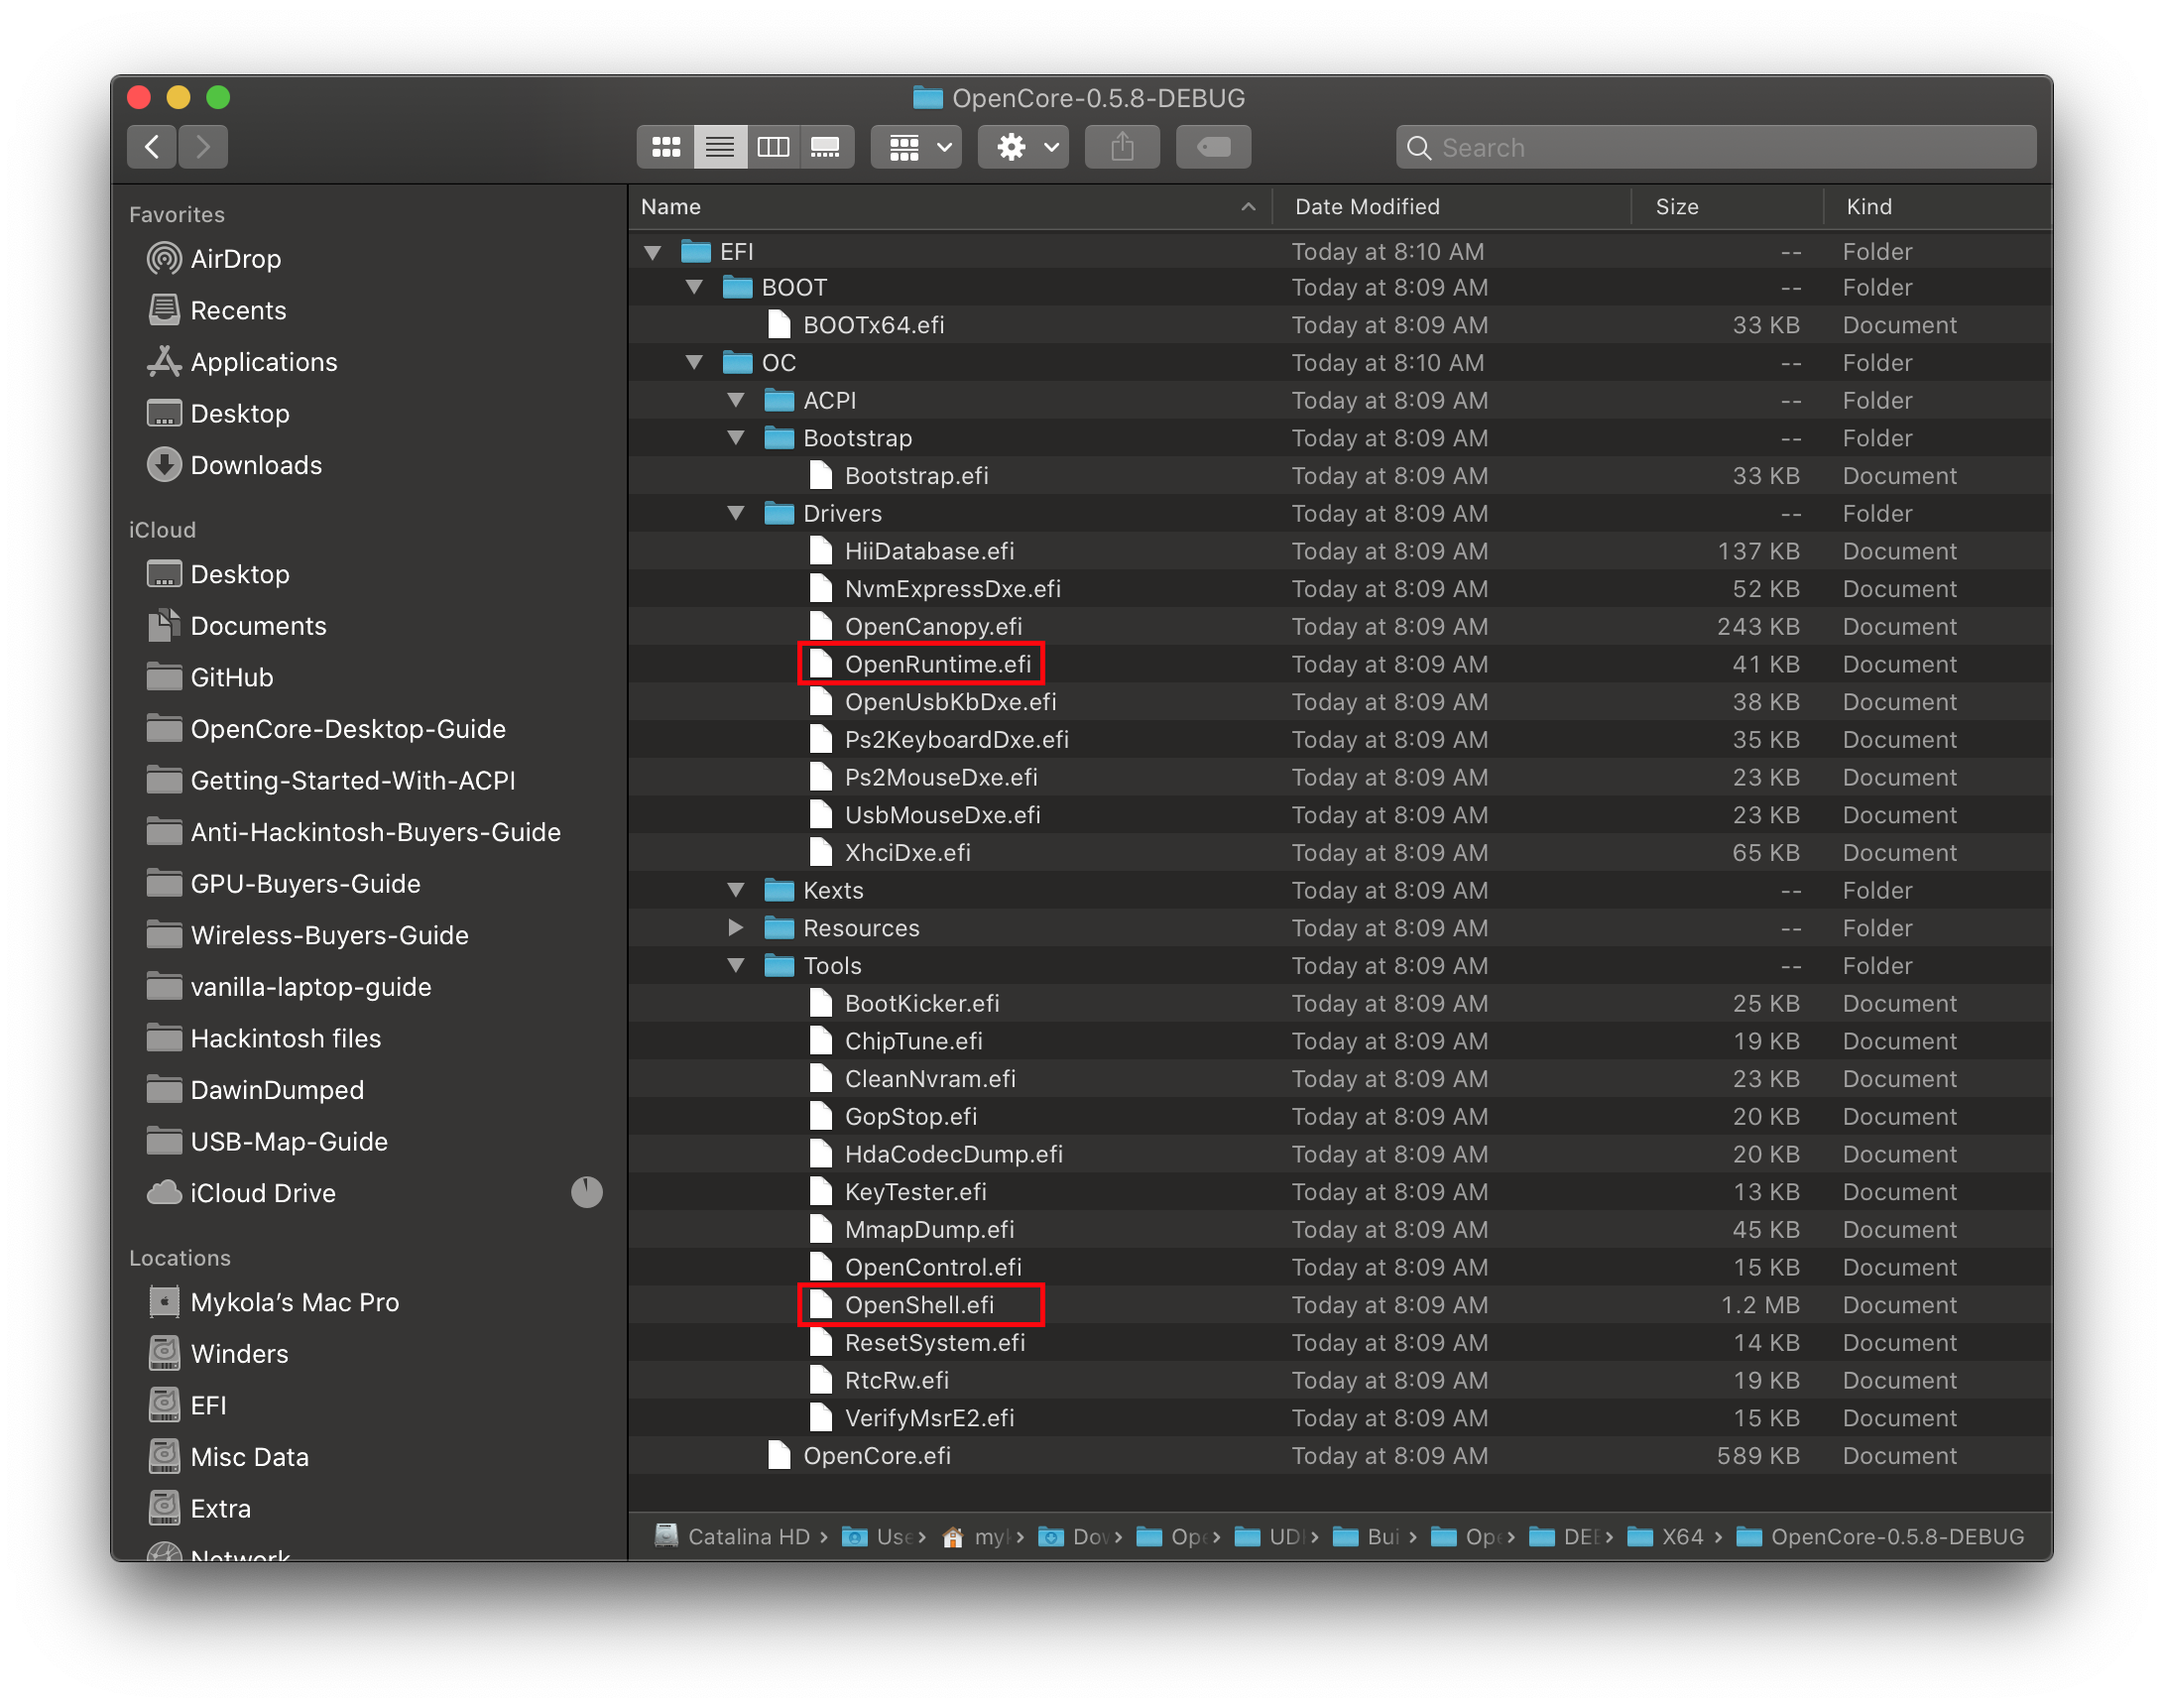 OpenCore-0.5.8-DEBUG
Search
Favorites
AirDrop
Recents
Applications
Desktop
Downloads
iCloud
Desktop
Documents
GitHub
OpenCore-Desktop-Guide
Getting-Started-With-ACPI
Anti-Hackintosh-Buyers-Guide
GPU-Buyers-Guide
Wireless-Buyers-Guide
vanilla-laptop-guide
Hackintosh files
DawinDumped
USB-Map-Guide
iCloud Drive
Locations
Mykola's Mac Pro
Winders
EFI
Misc Data
Extra
Network
Name Date Modified Size Kind
EFI Today at 8:10 AM -- Folder
BOOT Today at 8:09 AM -- Folder
BOOTx64.efi Today at 8:09 AM 33 KB Document
OC Today at 8:10 AM -- Folder
ACPI Today at 8:09 AM -- Folder
Bootstrap Today at 8:09 AM -- Folder
Bootstrap.efi Today at 8:09 AM 33 KB Document
Drivers Today at 8:09 AM -- Folder
HiiDatabase.efi Today at 8:09 AM 137 KB Document
NvmExpressDxe.efi Today at 8:09 AM 52 KB Document
OpenCanopy.efi Today at 8:09 AM 243 KB Document
OpenRuntime.efi Today at 8:09 AM 41 KB Document
OpenUsbKbDxe.efi Today at 8:09 AM 38 KB Document
Ps2KeyboardDxe.efi Today at 8:09 AM 35 KB Document
Ps2MouseDxe.efi Today at 8:09 AM 23 KB Document
UsbMouseDxe.efi Today at 8:09 AM 23 KB Document
XhciDxe.efi Today at 8:09 AM 65 KB Document
Kexts Today at 8:09 AM -- Folder
Resources Today at 8:09 AM -- Folder
Tools Today at 8:09 AM -- Folder
BootKicker.efi Today at 8:09 AM 25 KB Document
ChipTune.efi Today at 8:09 AM 19 KB Document
CleanNvram.efi Today at 8:09 AM 23 KB Document
GopStop.efi Today at 8:09 AM 20 KB Document
HdaCodecDump.efi Today at 8:09 AM 20 KB Document
KeyTester.efi Today at 8:09 AM 13 KB Document
MmapDump.efi Today at 8:09 AM 45 KB Document
OpenControl.efi Today at 8:09 AM 15 KB Document
OpenShell.efi Today at 8:09 AM 1.2 MB Document
ResetSystem.efi Today at 8:09 AM 14 KB Document
RtcRw.efi Today at 8:09 AM 19 KB Document
VerifyMsrE2.efi Today at 8:09 AM 15 KB Document
OpenCore.efi Today at 8:09 AM 589 KB Document
Catalina HD › Use › myk › Dow › Ope › UDI › Bui › Ope › DEB › X64 › OpenCore-0.5.8-DEBUG